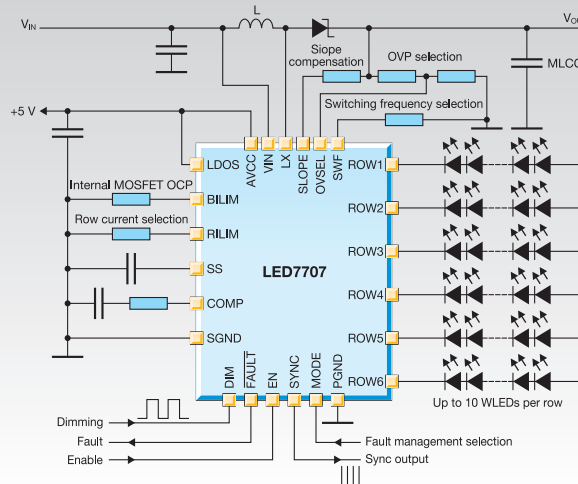 VIN
L
VO
Siope compensation
OVP selection
MLCC
+5 V
Switching frequency selection
AVCC
VIN
LX
SLOPE
OVSEL
SWF
LDOS
ROW1
Internal MOSFET OCP
BILIM
ROW2
Row current selection
RILIM
ROW3
SS
LED7707
ROW4
COMP
SGND
ROW5
ROW6
DIM
FAULT
EN
SYNC
MODE
PGND
Up to 10 WLEDs per row
Dimming
Fault
Fault management selection
Enable
Sync output